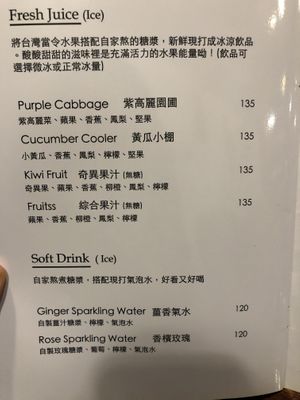 Fresh Juice (Ice)
將台灣當令水果搭配自家熬的糖漿，新鮮現打成冰涼飲品
。酸酸甜甜的滋味裡是充滿活力的水果能量呦！(飲品可
選擇微冰或正常冰量)
Purple Cabbage 紫高麗園圃 135
紫高麗菜、蘋果、香蕉、鳳梨、堅果
Cucumber Cooler 黃瓜小棚 135
小黃瓜、香蕉、鳳梨、檸檬、堅果
Kiwi Fruit 奇異果汁 (無糖) 135
奇異果、蘋果、香蕉、柳橙、鳳梨、檸檬
Fruitss 綜合果汁 (無糖) 135
蘋果、香蕉、柳橙、鳳梨、檸檬
Soft Drink ( Ice)
自家熬煮糖漿，搭配現打氣泡水，好看又好喝
Ginger Sparkling Water 薑香氣水 120
自製薑汁糖漿、檸檬、氣泡水
Rose Sparkling Water 香檳玫瑰 120
自製玫瑰糖漿、葡萄、檸檬、氣泡水